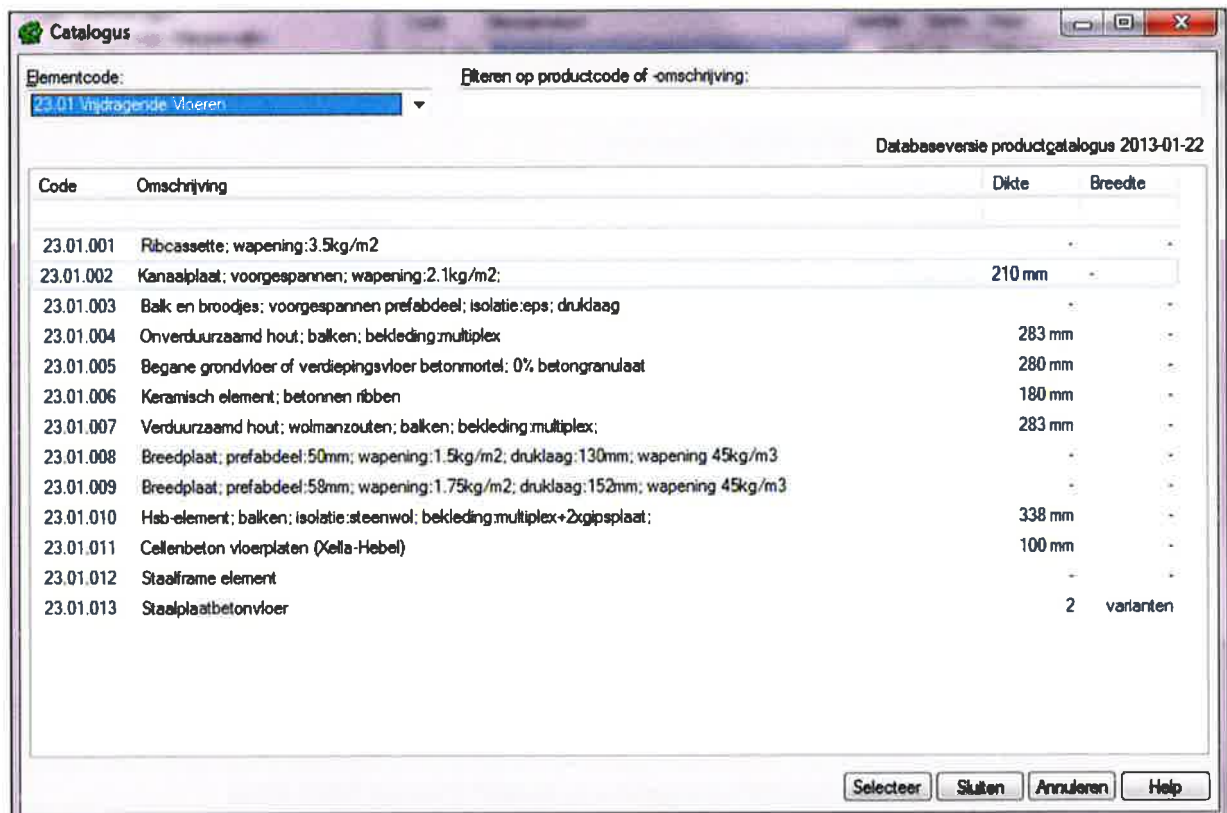 Catalogus
Elementcode:
Filteren op productcode of -omschrijving:
23.01 Vrijdragende Vloeren
Databaseversie productcatalogus 2013-01-22
Code Omschrijving Dikte Breedte
23.01.001 Ribcassette; wapening:3.5kg/m2 - -
23.01.002 Kanaalplaat; voorgespannen; wapening:2.1kg/m2; 210 mm -
23.01.003 Balk en broodjes; voorgespannen prefabdeel; isolatie:eps; druklaag - -
23.01.004 Onverduurzaamd hout; balken; bekleding:multiplex 283 mm -
23.01.005 Begane grondvloer of verdiepingsvloer betonmortel; 0% betongranulaat 280 mm -
23.01.006 Keramisch element; betonnen ribben 180 mm -
23.01.007 Verduurzaamd hout; wolmanzouten; balken; bekleding:multiplex; 283 mm -
23.01.008 Breedplaat; prefabdeel:50mm; wapening:1.5kg/m2; druklaag:130mm; wapening 45kg/m3 - -
23.01.009 Breedplaat; prefabdeel:58mm; wapening:1.75kg/m2; druklaag:152mm; wapening 45kg/m3 - -
23.01.010 Hsb-element; balken; isolatie:steenwol; bekleding:multiplex+2xgipsplaat; 338 mm -
23.01.011 Cellenbeton vloerplaten (Xella-Hebel) 100 mm -
23.01.012 Staalframe element - -
23.01.013 Staalplaatbetonvloer 2 varianten
Selecteer Sluiten Annuleren Help